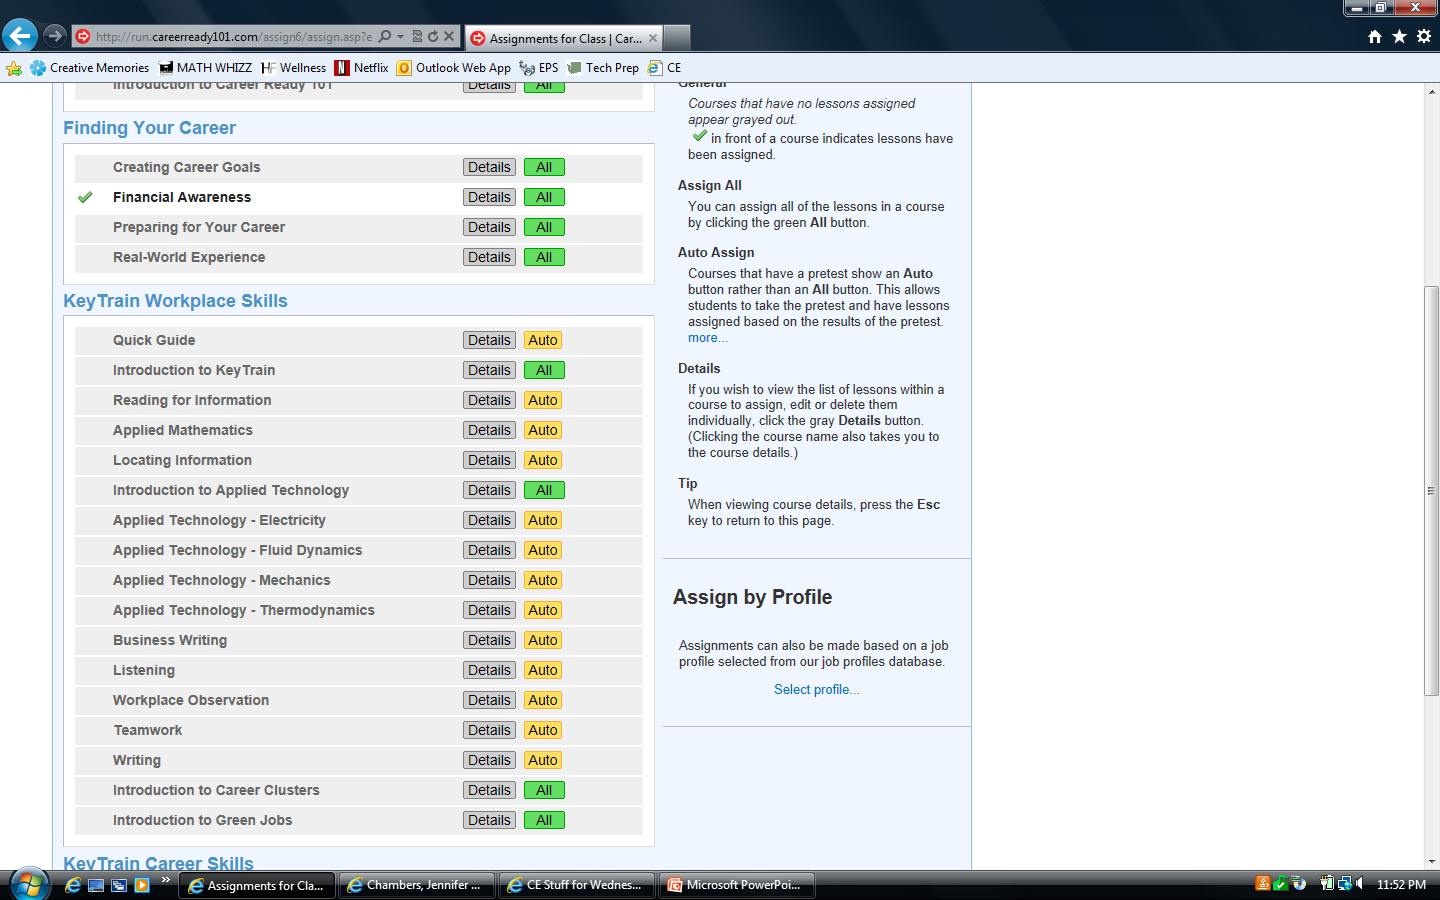 http://run.careerready101.com/assign6/assign.asp?e
Assignments for Class | Car...
Creative Memories MATH WHIZZ Wellness Netflix Outlook Web App EPS Tech Prep CE
Introduction to Career Ready 101 Details All
Finding Your Career
Creating Career Goals Details All
Financial Awareness Details All
Preparing for Your Career Details All
Real-World Experience Details All
KeyTrain Workplace Skills
Quick Guide Details Auto
Introduction to KeyTrain Details All
Reading for Information Details Auto
Applied Mathematics Details Auto
Locating Information Details Auto
Introduction to Applied Technology Details All
Applied Technology - Electricity Details Auto
Applied Technology - Fluid Dynamics Details Auto
Applied Technology - Mechanics Details Auto
Applied Technology - Thermodynamics Details Auto
Business Writing Details Auto
Listening Details Auto
Workplace Observation Details Auto
Teamwork Details Auto
Writing Details Auto
Introduction to Career Clusters Details All
Introduction to Green Jobs Details All
KeyTrain Career Skills
General
Courses that have no lessons assigned
appear grayed out.
in front of a course indicates lessons have
been assigned.
Assign All
You can assign all of the lessons in a course
by clicking the green All button.
Auto Assign
Courses that have a pretest show an Auto
button rather than an All button. This allows
students to take the pretest and have lessons
assigned based on the results of the pretest.
more...
Details
If you wish to view the list of lessons within a
course to assign, edit or delete them
individually, click the gray Details button.
(Clicking the course name also takes you to
the course details.)
Tip
When viewing course details, press the Esc
key to return to this page.
Assign by Profile
Assignments can also be made based on a job
profile selected from our job profiles database.
Select profile...
Assignments for Cla... Chambers, Jennifer ... CE Stuff for Wednes... Microsoft PowerPoi... 11:52 PM